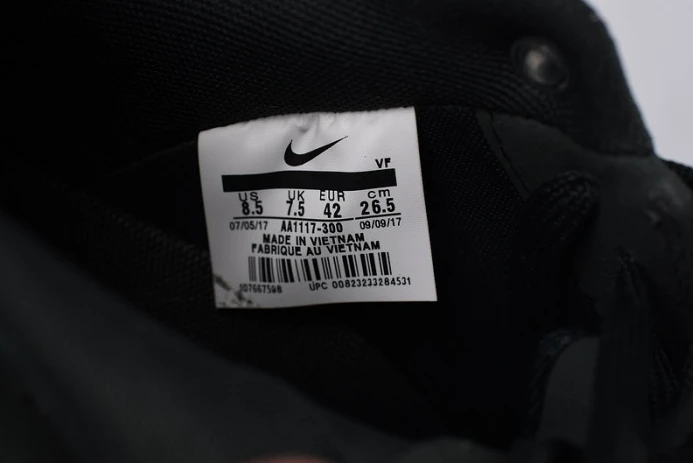 VF
US UK EUR cm
8.5 7.5 42 26.5
07/05/17 AA1117-300 09/09/17
MADE IN VIETNAM
FABRIQUE AU VIETNAM
107667598 UPC 00823233284531